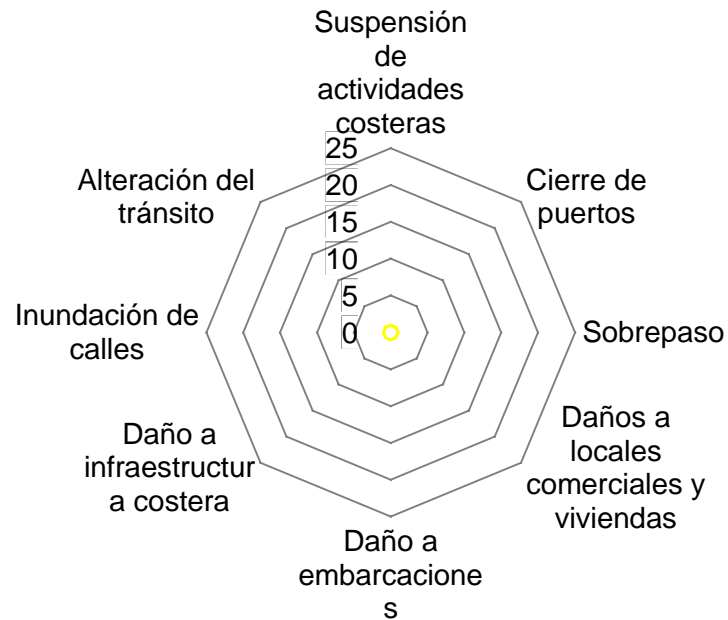 Suspensión
de
actividades
costeras
25
20
15
10
5
0
Cierre de
puertos
Sobrepaso
Daños a
locales
comerciales y
viviendas
Daño a
embarcacione
s
Daño a
infraestructur
a costera
Inundación de
calles
Alteración del
tránsito